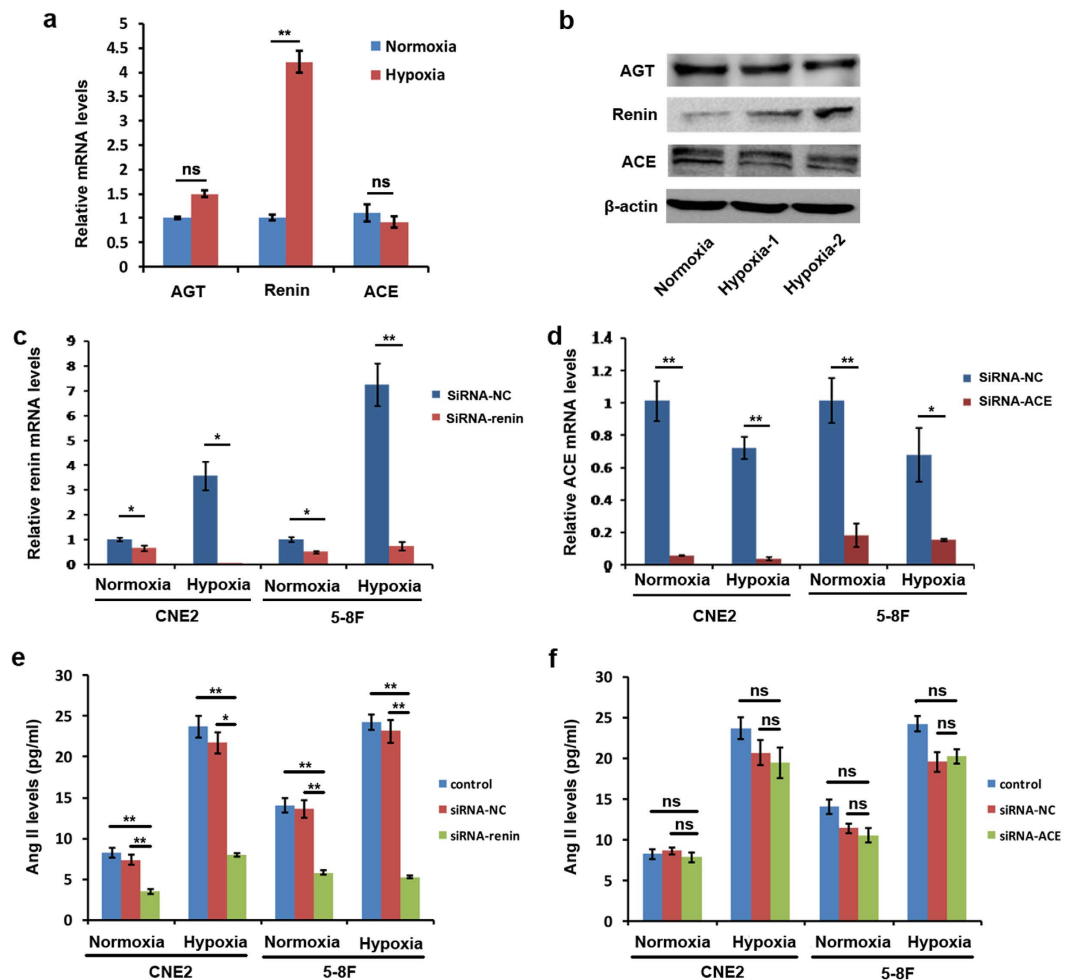 a
Relative mRNA levels
5
4.5
4
3.5
3
2.5
2
1.5
1
0.5
0
ns
**
ns
Normoxia
Hypoxia
AGT Renin ACE
b
AGT
Renin
ACE
β-actin
Normoxia
Hypoxia-1
Hypoxia-2
c
Relative renin mRNA levels
9
8
7
6
5
4
3
2
1
0
*
*
*
**
SiRNA-NC
SiRNA-renin
Normoxia Hypoxia Normoxia Hypoxia
CNE2 5-8F
d
Relative ACE mRNA levels
1.4
1.2
1
0.8
0.6
0.4
0.2
0
**
**
**
*
SiRNA-NC
SiRNA-ACE
Normoxia Hypoxia Normoxia Hypoxia
CNE2 5-8F
e
Ang II levels (pg/ml)
30
25
20
15
10
5
0
**
**
**
*
**
**
**
**
control
siRNA-NC
siRNA-renin
Normoxia Hypoxia Normoxia Hypoxia
CNE2 5-8F
f
Ang II levels (pg/ml)
30
25
20
15
10
5
0
ns
ns
ns
ns
ns
ns
ns
ns
control
siRNA-NC
siRNA-ACE
Normoxia Hypoxia Normoxia Hypoxia
CNE2 5-8F